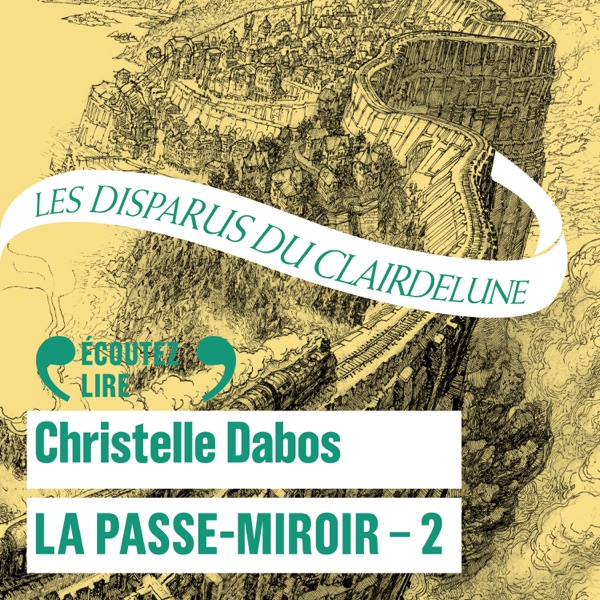 LES DISPARUS DU CLAIRDELUNE
ÉCOUTEZ
LIRE
Christelle Dabos
LA PASSE-MIROIR – 2